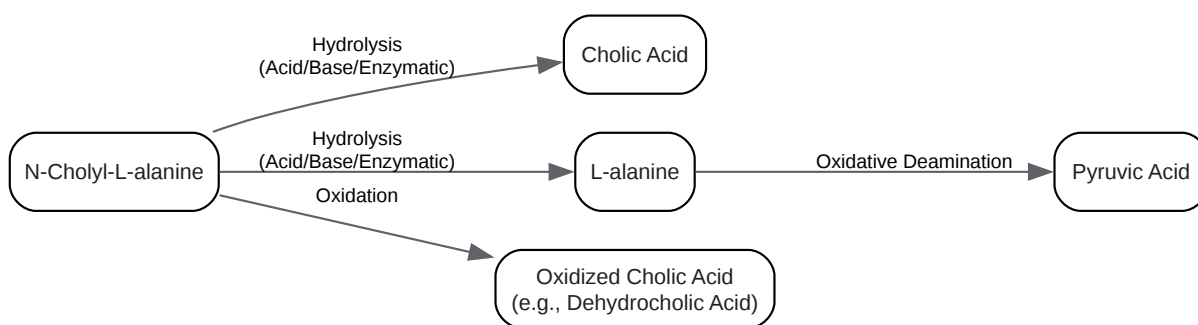 Hydrolysis
(Acid/Base/Enzymatic)
Cholic Acid
N-Cholyl-L-alanine
Hydrolysis
(Acid/Base/Enzymatic)
L-alanine
Oxidative Deamination
Pyruvic Acid
Oxidation
Oxidized Cholic Acid
(e.g., Dehydrocholic Acid)